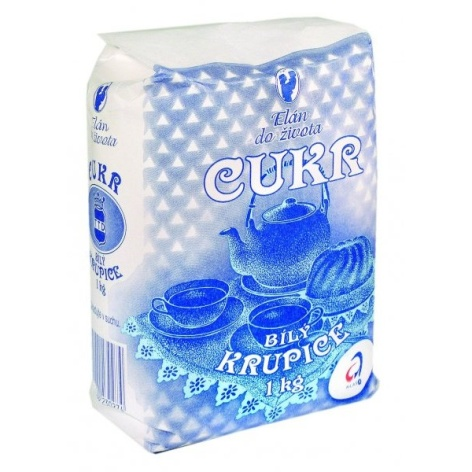 Elán
do života
CUKR
BÍLÝ
KRUPICE
1 kg
Elán
do života
CUKR
BÍLÝ
KRUPICE
1 kg